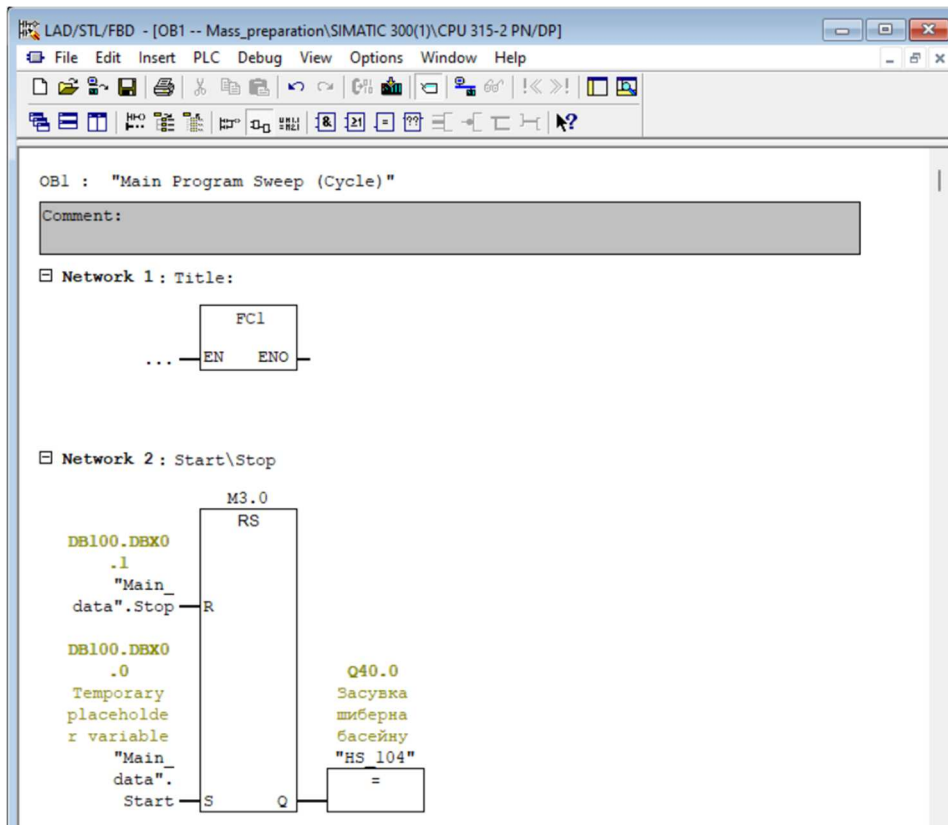 LAD/STL/FBD - [OB1 -- Mass_preparation\SIMATIC 300(1)\CPU 315-2 PN/DP]
File Edit Insert PLC Debug View Options Window Help
OB1 : "Main Program Sweep (Cycle)"
Comment:
Network 1 : Title:
FC1
... EN ENO
Network 2 : Start\Stop
M3.0
RS
DB100.DBX0
.1
"Main_
data".Stop R
DB100.DBX0
.0
Temporary
placeholde
r variable
"Main_
data".
Start S Q
Q40.0
Засувка
шиберна
басейну
"HS_104"
=